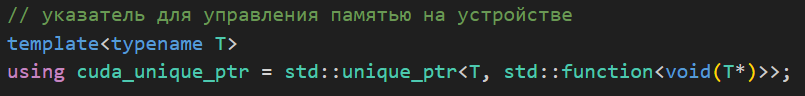 // указатель для управления памятью на устройстве
template<typename T>
using cuda_unique_ptr = std::unique_ptr<T, std::function<void(T*)>>;